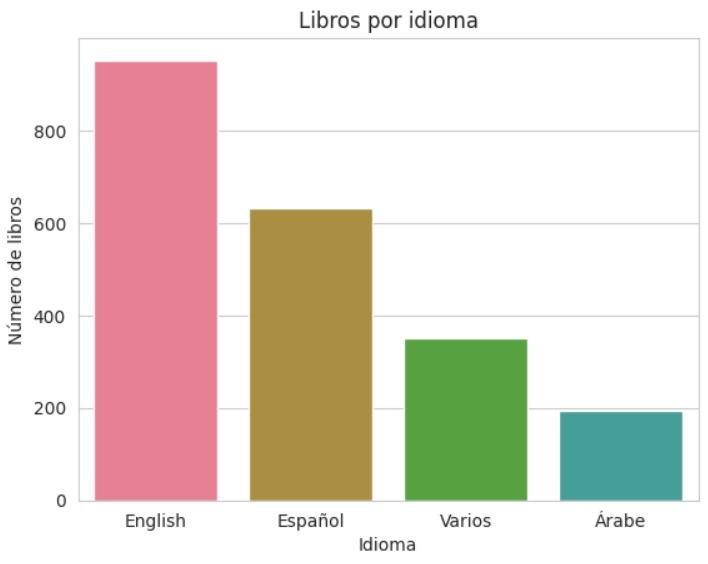 Libros por idioma
Número de libros
800
600
400
200
0
English Español Varios Árabe
Idioma